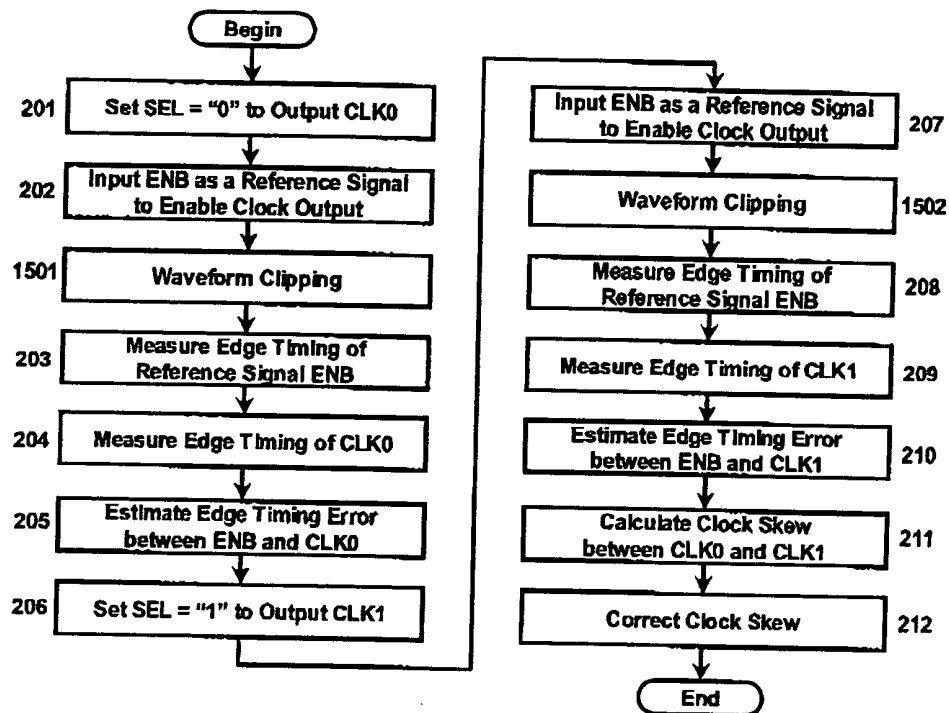 Begin
201
Set SEL = “0” to Output CLK0
202
Input ENB as a Reference Signal
to Enable Clock Output
1501
Waveform Clipping
203
Measure Edge Timing of
Reference Signal ENB
204
Measure Edge Timing of CLK0
205
Estimate Edge Timing Error
between ENB and CLK0
206
Set SEL = “1” to Output CLK1
Input ENB as a Reference Signal
to Enable Clock Output
207
Waveform Clipping
1502
Measure Edge Timing of
Reference Signal ENB
208
Measure Edge Timing of CLK1
209
Estimate Edge Timing Error
between ENB and CLK1
210
Calculate Clock Skew
between CLK0 and CLK1
211
Correct Clock Skew
212
End